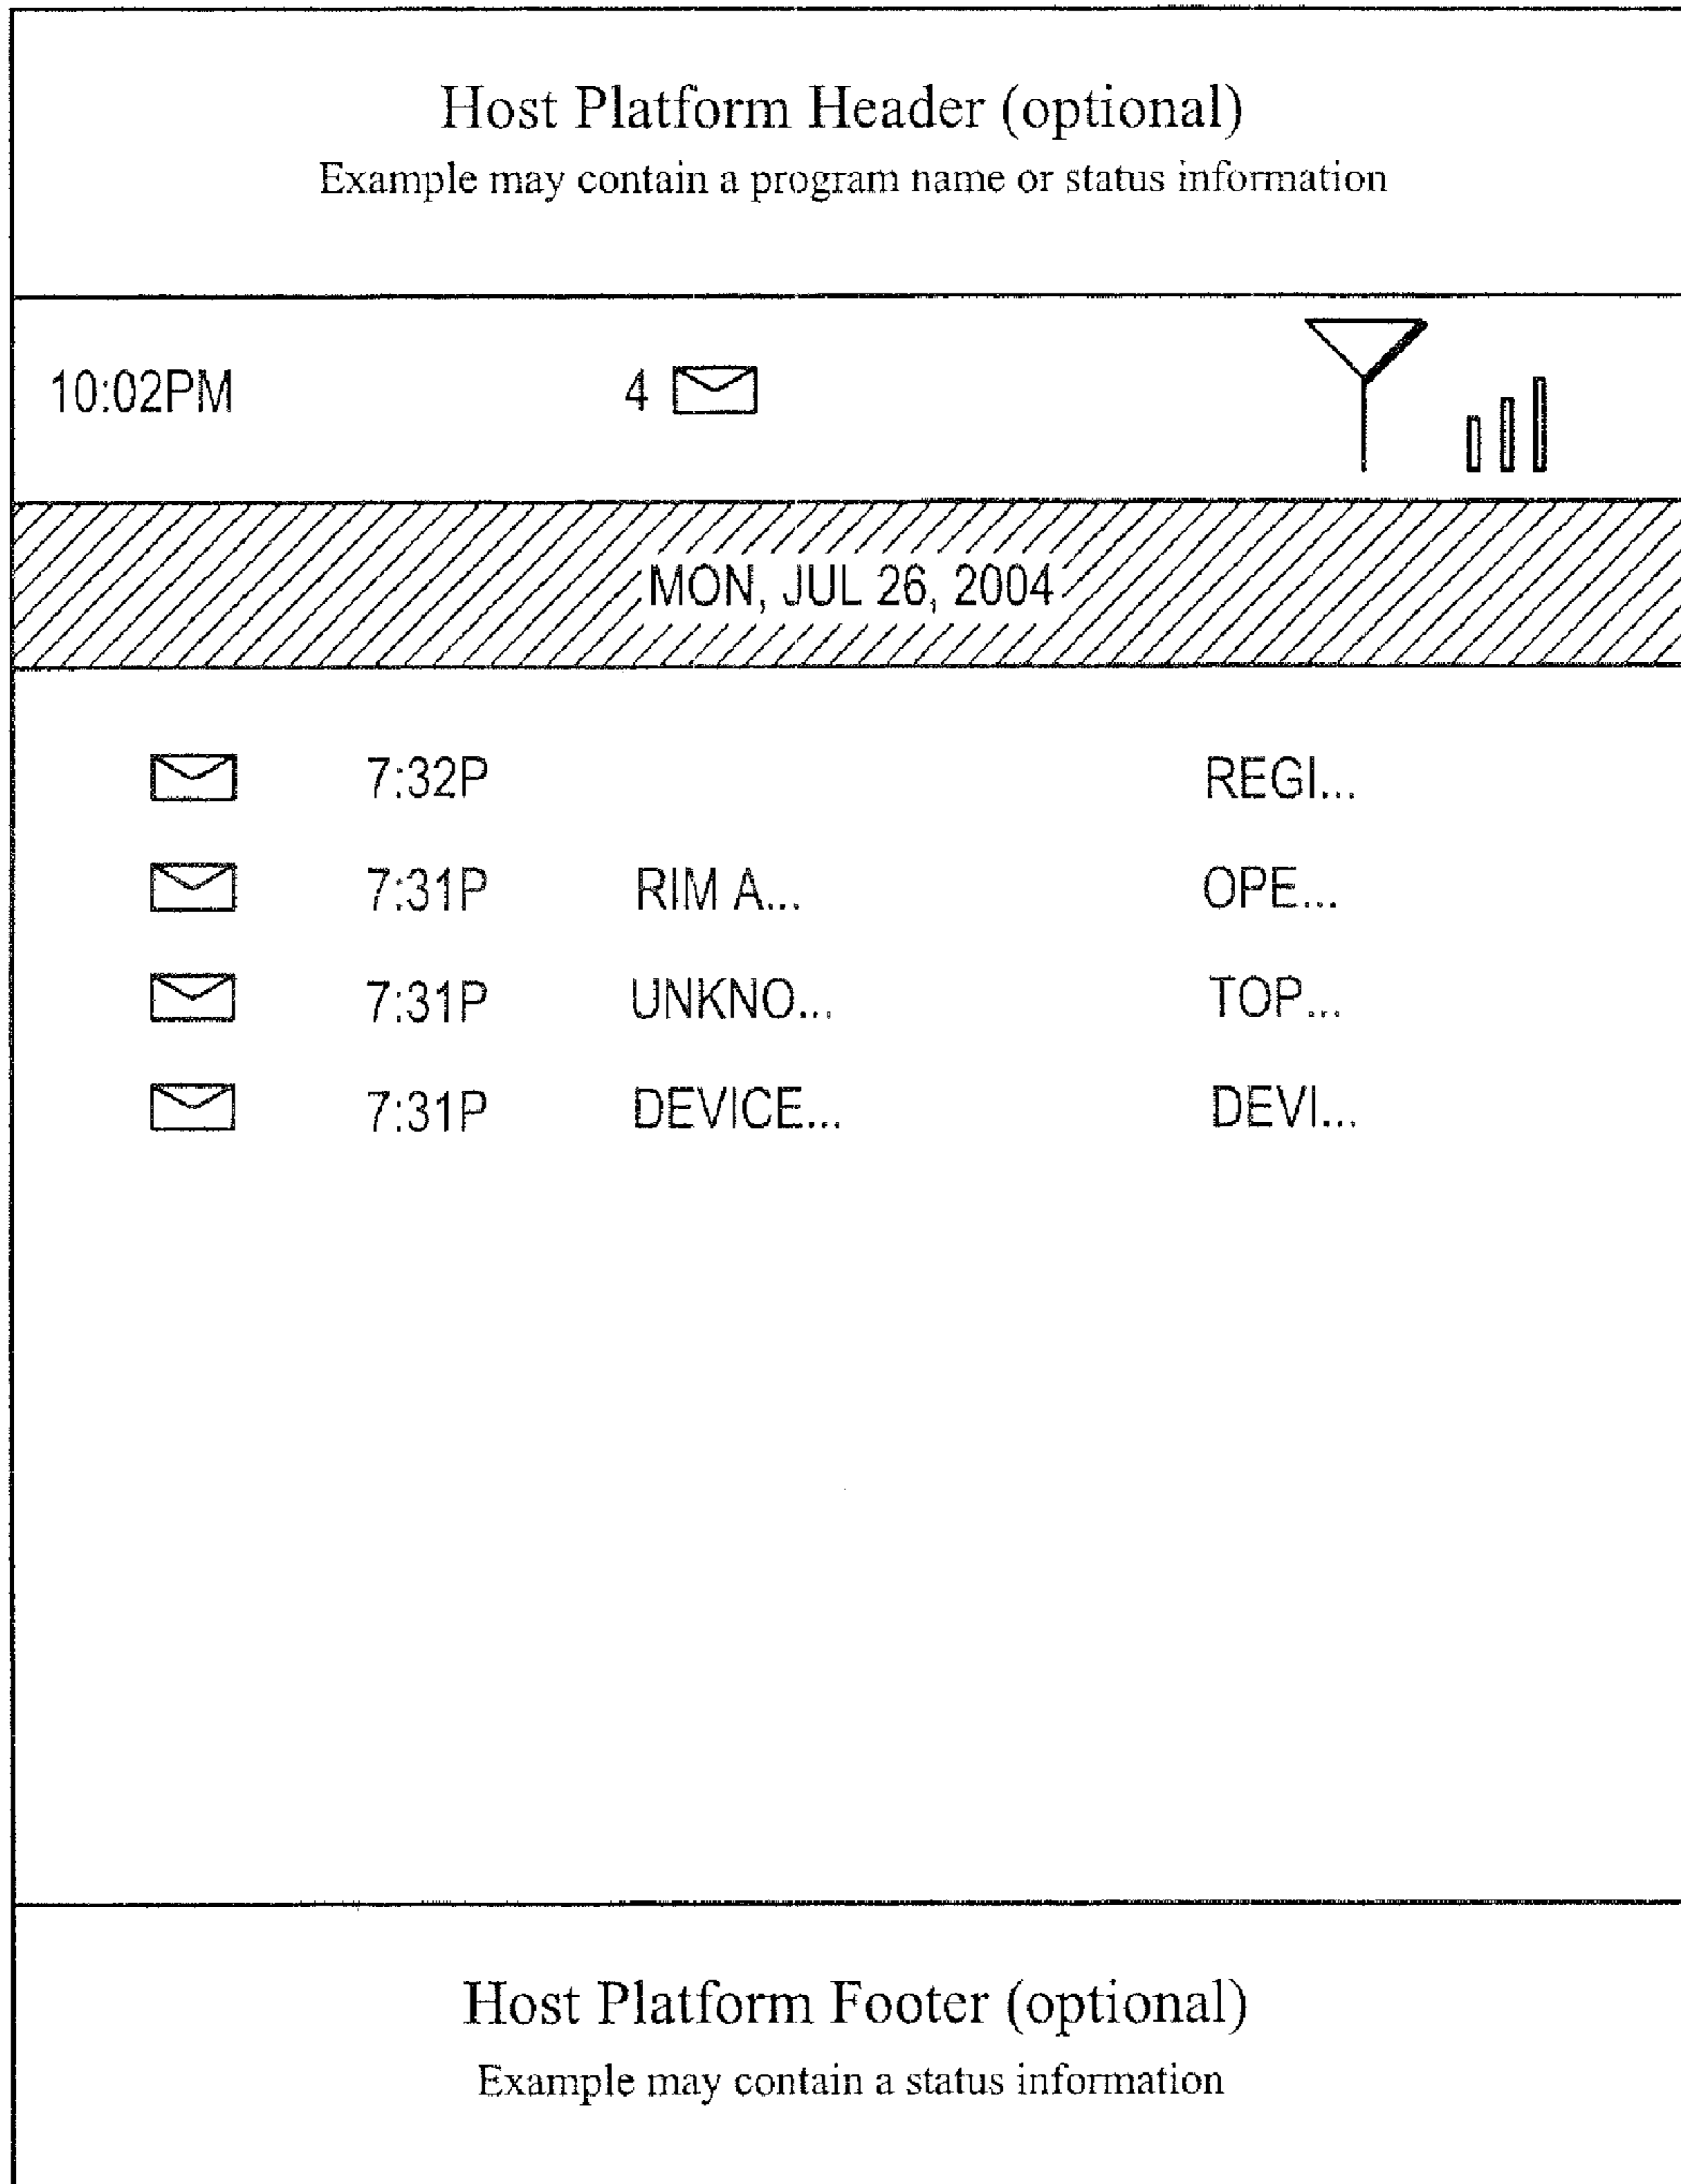 Host Platform Header (optional)
Example may contain a program name or status information
10:02PM 4
MON, JUL 26, 2004
7:32P REGI...
7:31P RIM A... OPE...
7:31P UNKNO... TOP...
7:31P DEVICE... DEVI...
Host Platform Footer (optional)
Example may contain a status information